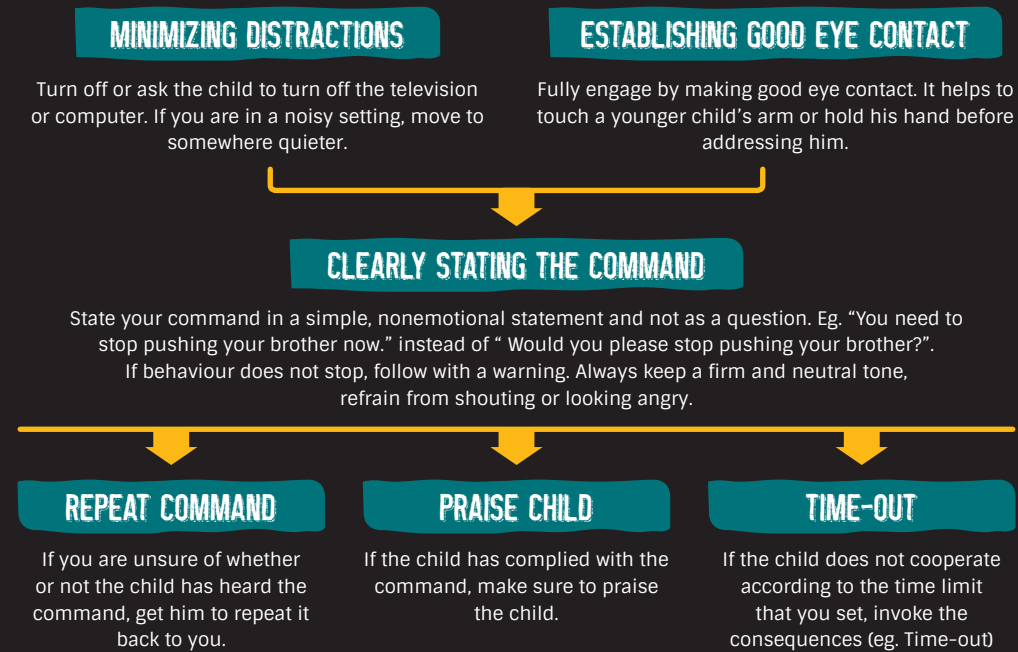 MINIMIZING DISTRACTIONS
Turn off or ask the child to turn off the television
or computer. If you are in a noisy setting, move to
somewhere quieter.
ESTABLISHING GOOD EYE CONTACT
Fully engage by making good eye contact. It helps to
touch a younger child's arm or hold his hand before
addressing him.
CLEARLY STATING THE COMMAND
State your command in a simple, nonemotional statement and not as a question. Eg. “You need to
stop pushing your brother now.” instead of “ Would you please stop pushing your brother?”.
If behaviour does not stop, follow with a warning. Always keep a firm and neutral tone,
refrain from shouting or looking angry.
REPEAT COMMAND
If you are unsure of whether
or not the child has heard the
command, get him to repeat it
back to you.
PRAISE CHILD
If the child has complied with the
command, make sure to praise
the child.
TIME-OUT
If the child does not cooperate
according to the time limit
that you set, invoke the
consequences (eg. Time-out)